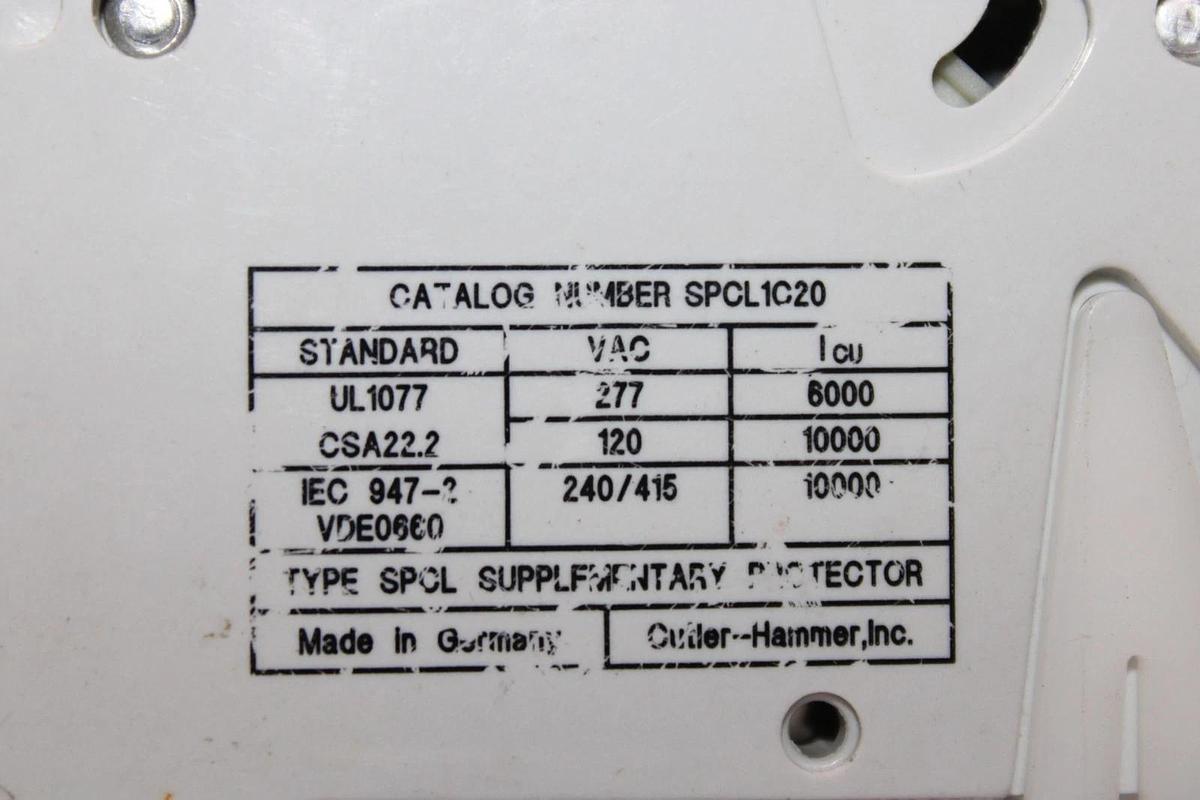 CATALOG NUMBER SPCL1C20
STANDARD VAC Icu
UL1077 277 6000
CSA22.2 120 10000
IEC 947-2 240/415 10000
VDE0660
TYPE SPCL SUPPLEMENTARY PROTECTOR
Made in Germany Cutler-Hammer,Inc.